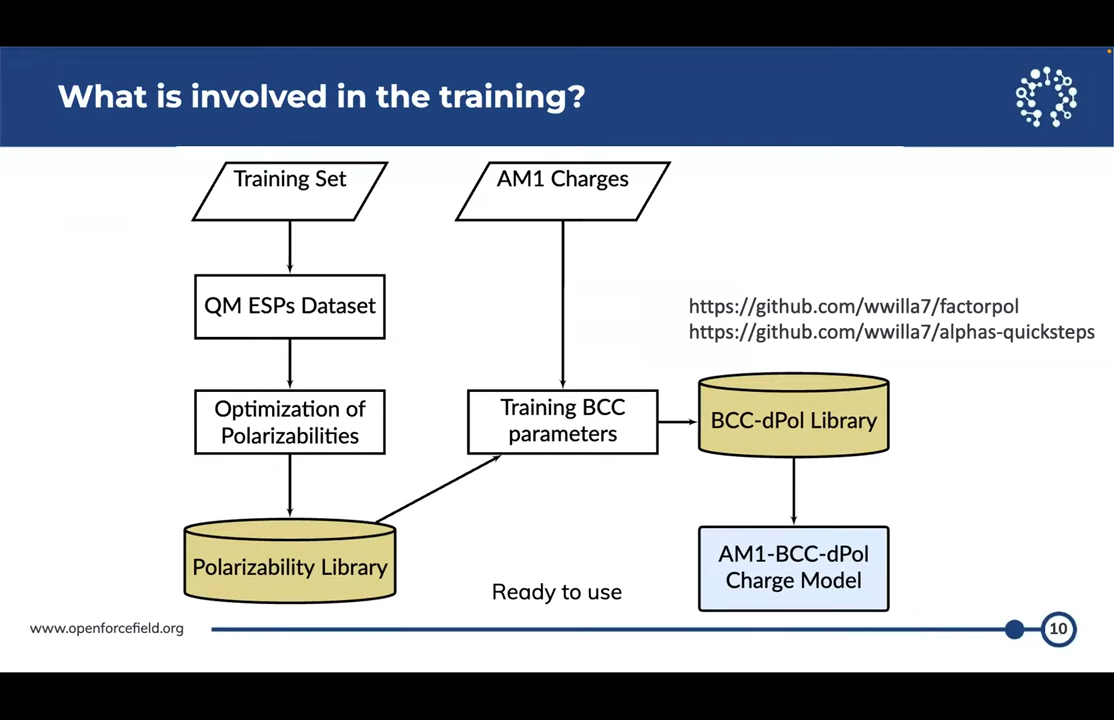 What is involved in the training?
Training Set
AM1 Charges
QM ESPs Dataset
https://github.com/wwilla7/factorpol
https://github.com/wwilla7/alphas-quicksteps
Optimization of
Polarizabilities
Training BCC
parameters
BCC-dPol Library
Polarizability Library
AM1-BCC-dPol
Charge Model
Ready to use
www.openforcefield.org
10